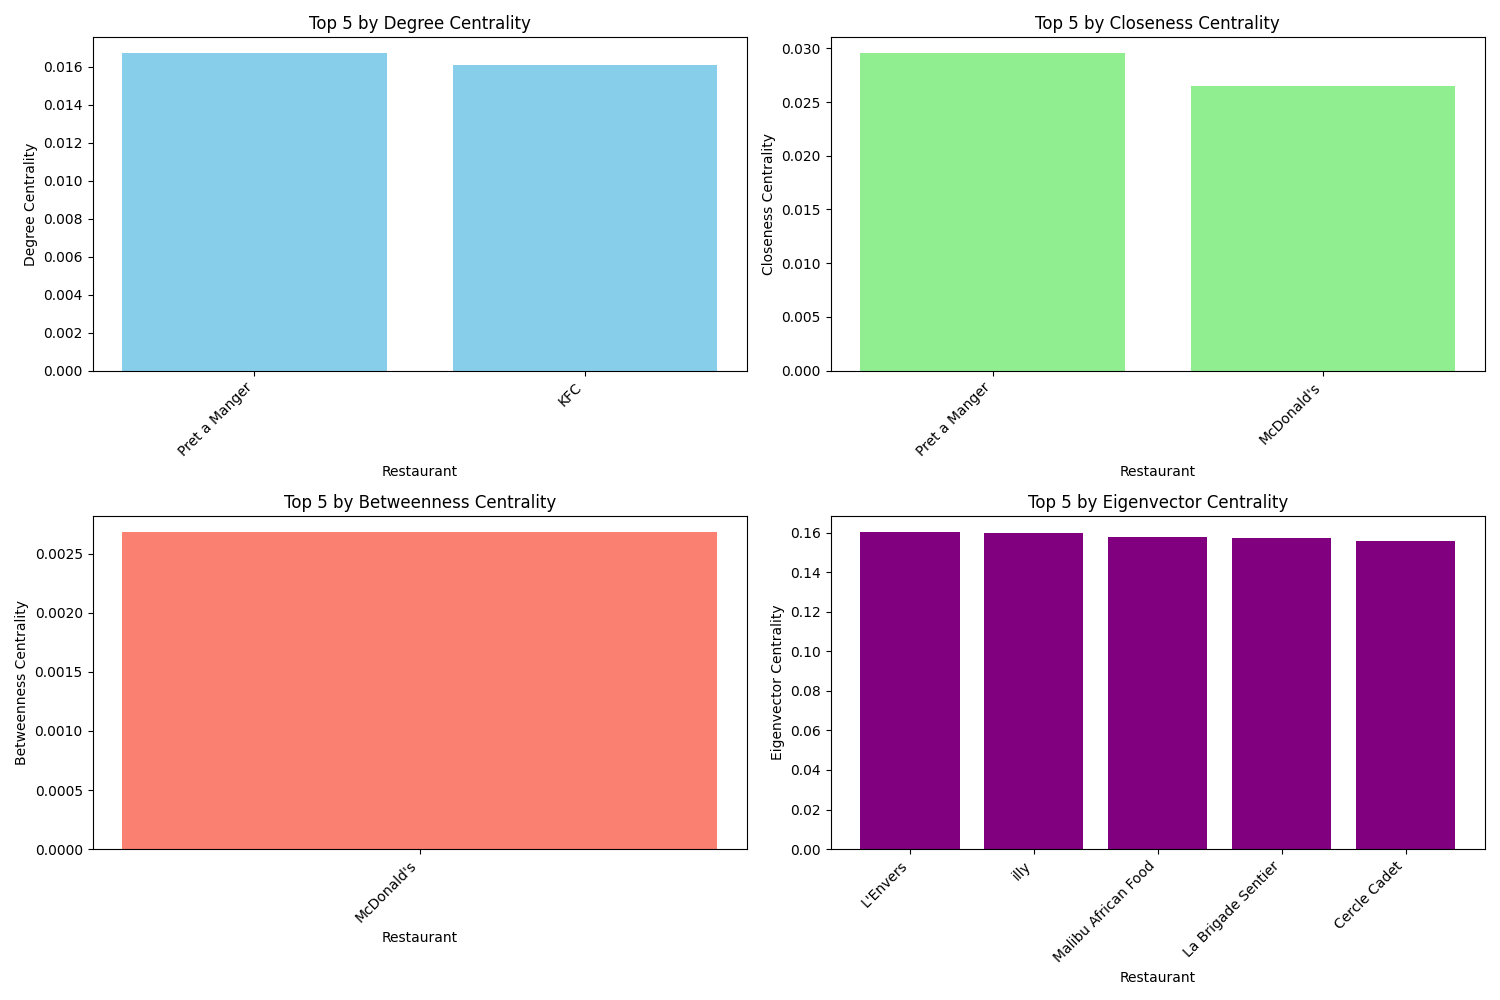 Top 5 by Degree Centrality
Degree Centrality
0.016
0.014
0.012
0.010
0.008
0.006
0.004
0.002
0.000
Pret a Manger
KFC
Restaurant
Top 5 by Closeness Centrality
Closeness Centrality
0.030
0.025
0.020
0.015
0.010
0.005
0.000
Pret a Manger
McDonald's
Restaurant
Top 5 by Betweenness Centrality
Betweenness Centrality
0.0025
0.0020
0.0015
0.0010
0.0005
0.0000
McDonald's
Restaurant
Top 5 by Eigenvector Centrality
Eigenvector Centrality
0.16
0.14
0.12
0.10
0.08
0.06
0.04
0.02
0.00
L'Envers
illy
Malibu African Food
La Brigade Sentier
Cercle Cadet
Restaurant